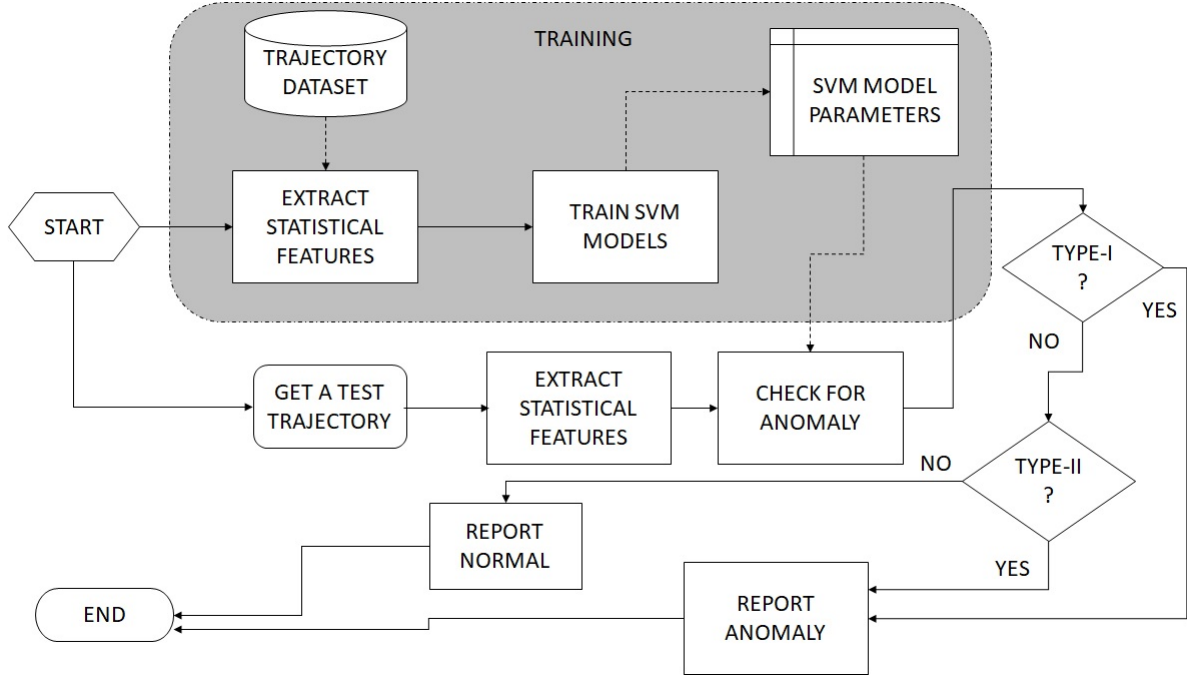 TRAINING
TRAJECTORY
DATASET
SVM MODEL
PARAMETERS
START
EXTRACT
STATISTICAL
FEATURES
TRAIN SVM
MODELS
TYPE-I
?
YES
NO
GET A TEST
TRAJECTORY
EXTRACT
STATISTICAL
FEATURES
CHECK FOR
ANOMALY
TYPE-II
?
NO
YES
REPORT
NORMAL
REPORT
ANOMALY
END